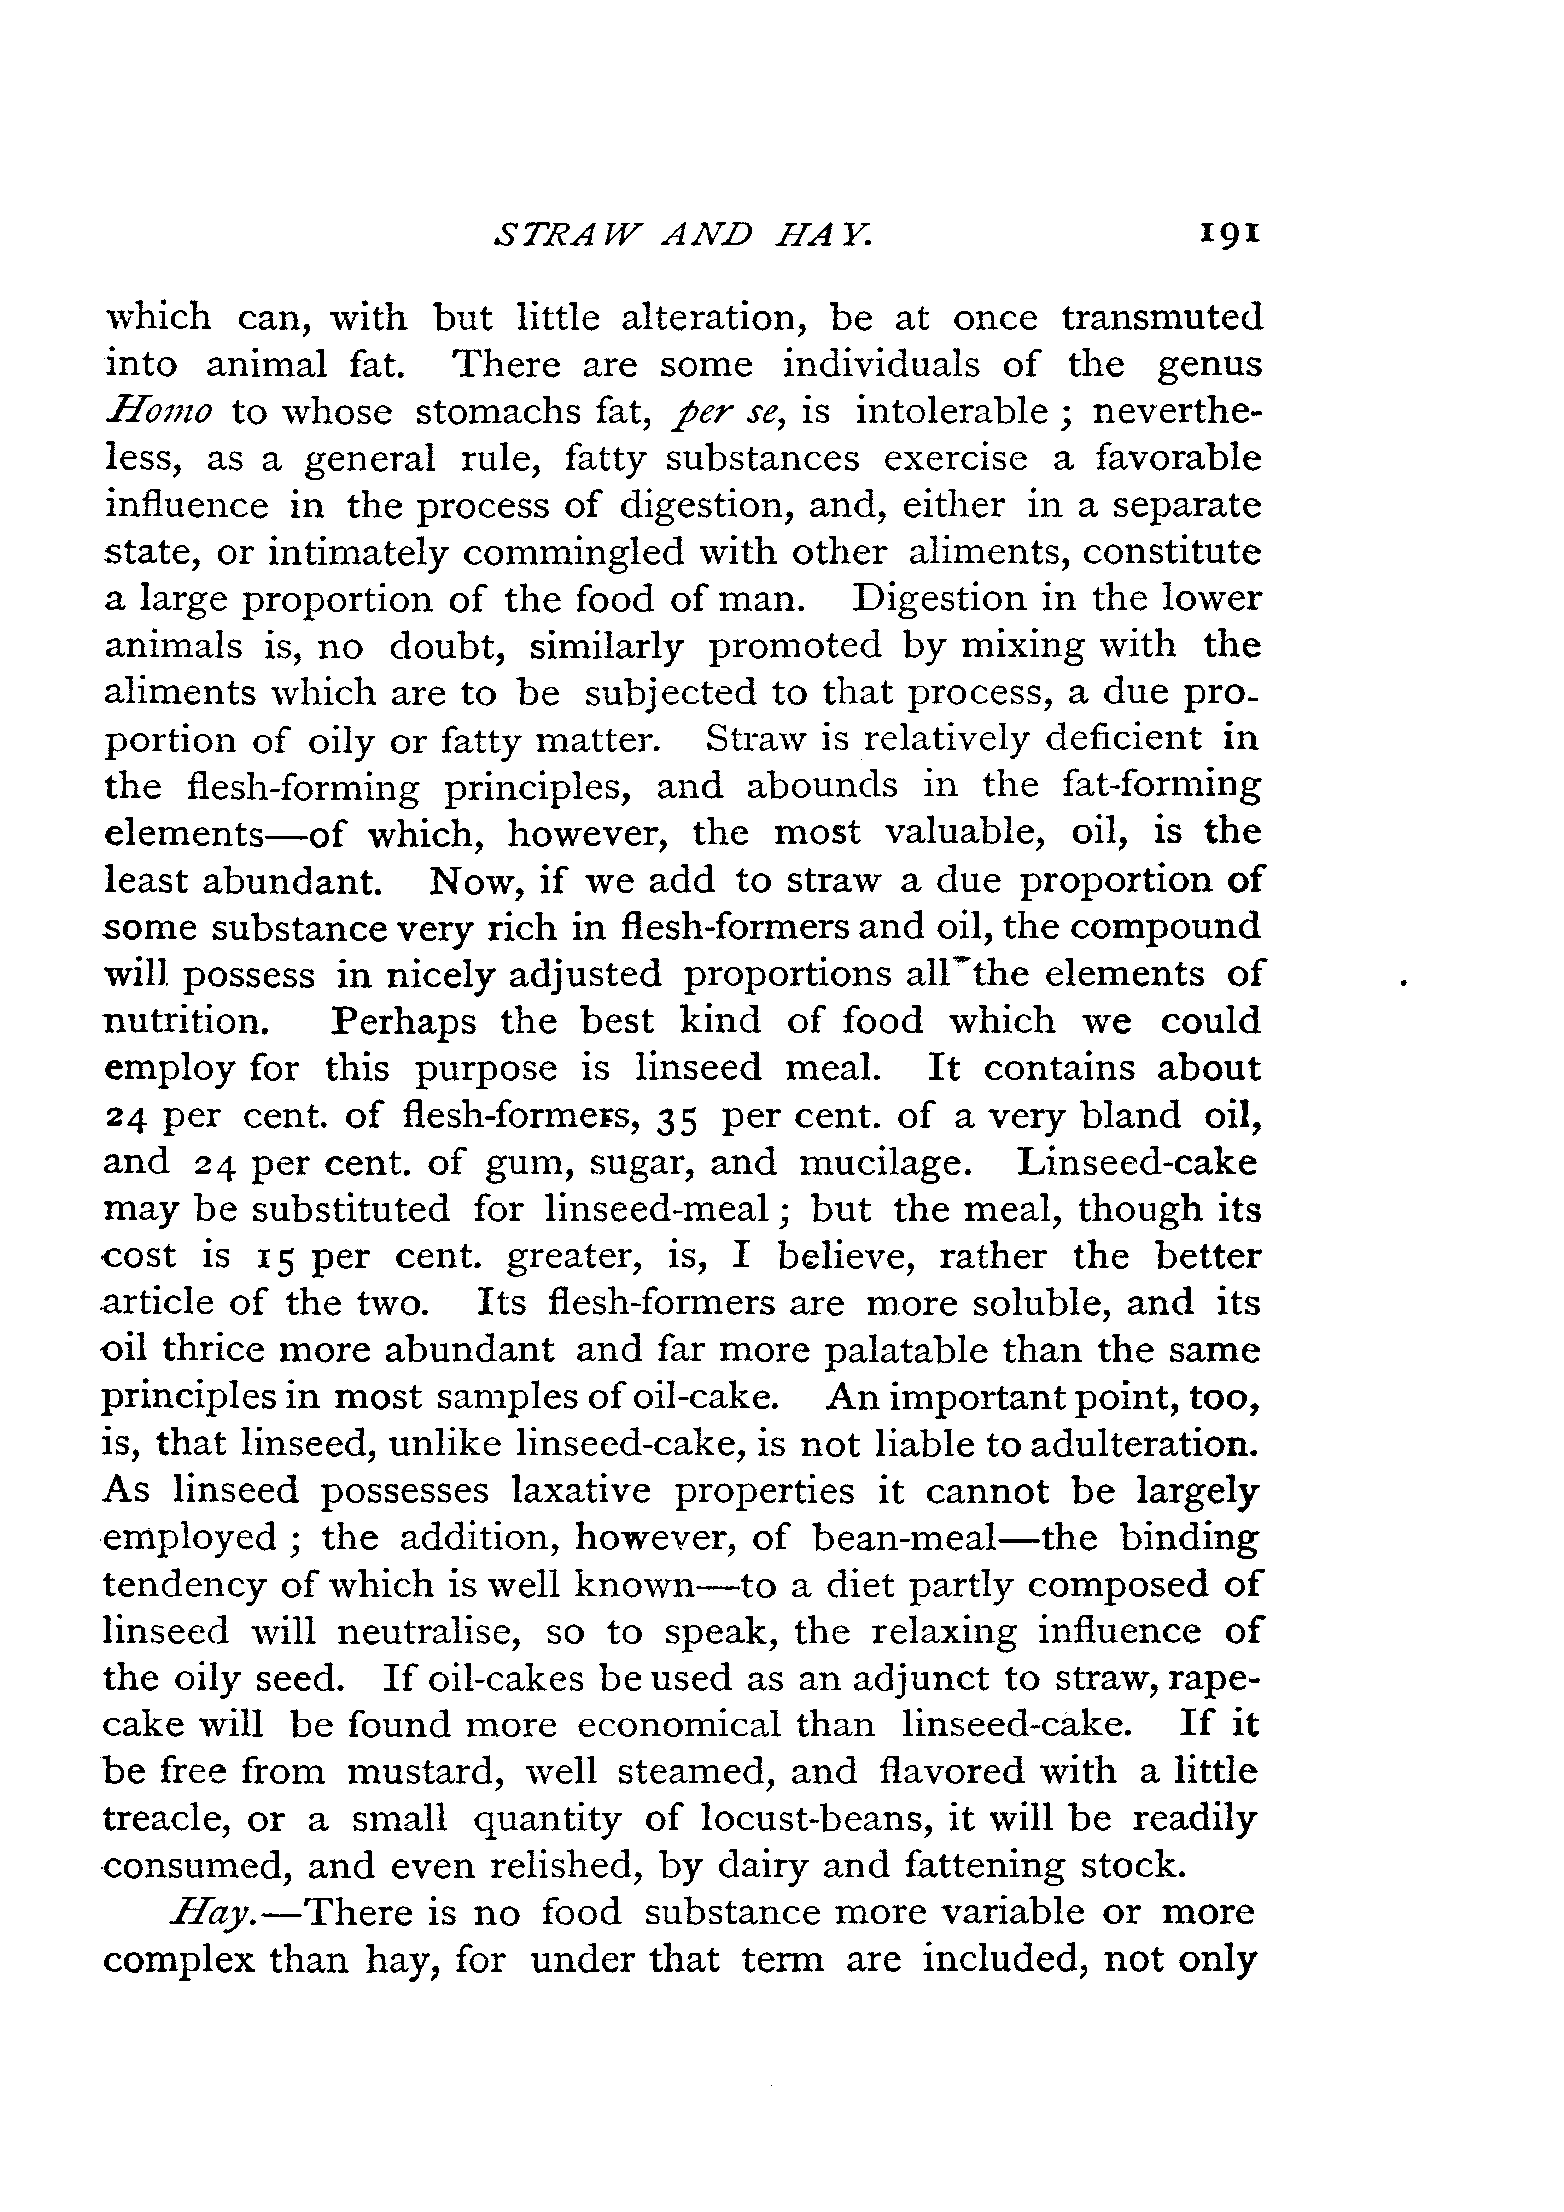 STRAW AND HAY. 191
which can, with but little alteration, be at once transmuted
into animal fat. There are some individuals of the genus
Homo to whose stomachs fat, per se, is intolerable ; neverthe-
less, as a general rule, fatty substances exercise a favorable
influence in the process of digestion, and, either in a separate
state, or intimately commingled with other aliments, constitute
a large proportion of the food of man. Digestion in the lower
animals is, no doubt, similarly promoted by mixing with the
aliments which are to be subjected to that process, a due pro-
portion of oily or fatty matter. Straw is relatively deficient in
the flesh-forming principles, and abounds in the fat-forming
elements—of which, however, the most valuable, oil, is the
least abundant. Now, if we add to straw a due proportion of
some substance very rich in flesh-formers and oil, the compound
will possess in nicely adjusted proportions all the elements of
nutrition. Perhaps the best kind of food which we could
employ for this purpose is linseed meal. It contains about
24 per cent. of flesh-formers, 35 per cent. of a very bland oil,
and 24 per cent. of gum, sugar, and mucilage. Linseed-cake
may be substituted for linseed-meal ; but the meal, though its
cost is 15 per cent. greater, is, I believe, rather the better
article of the two. Its flesh-formers are more soluble, and its
oil thrice more abundant and far more palatable than the same
principles in most samples of oil-cake. An important point, too,
is, that linseed, unlike linseed-cake, is not liable to adulteration.
As linseed possesses laxative properties it cannot be largely
employed ; the addition, however, of bean-meal—the binding
tendency of which is well known—to a diet partly composed of
linseed will neutralise, so to speak, the relaxing influence of
the oily seed. If oil-cakes be used as an adjunct to straw, rape-
cake will be found more economical than linseed-cake. If it
be free from mustard, well steamed, and flavored with a little
treacle, or a small quantity of locust-beans, it will be readily
consumed, and even relished, by dairy and fattening stock.
Hay.—There is no food substance more variable or more
complex than hay, for under that term are included, not only